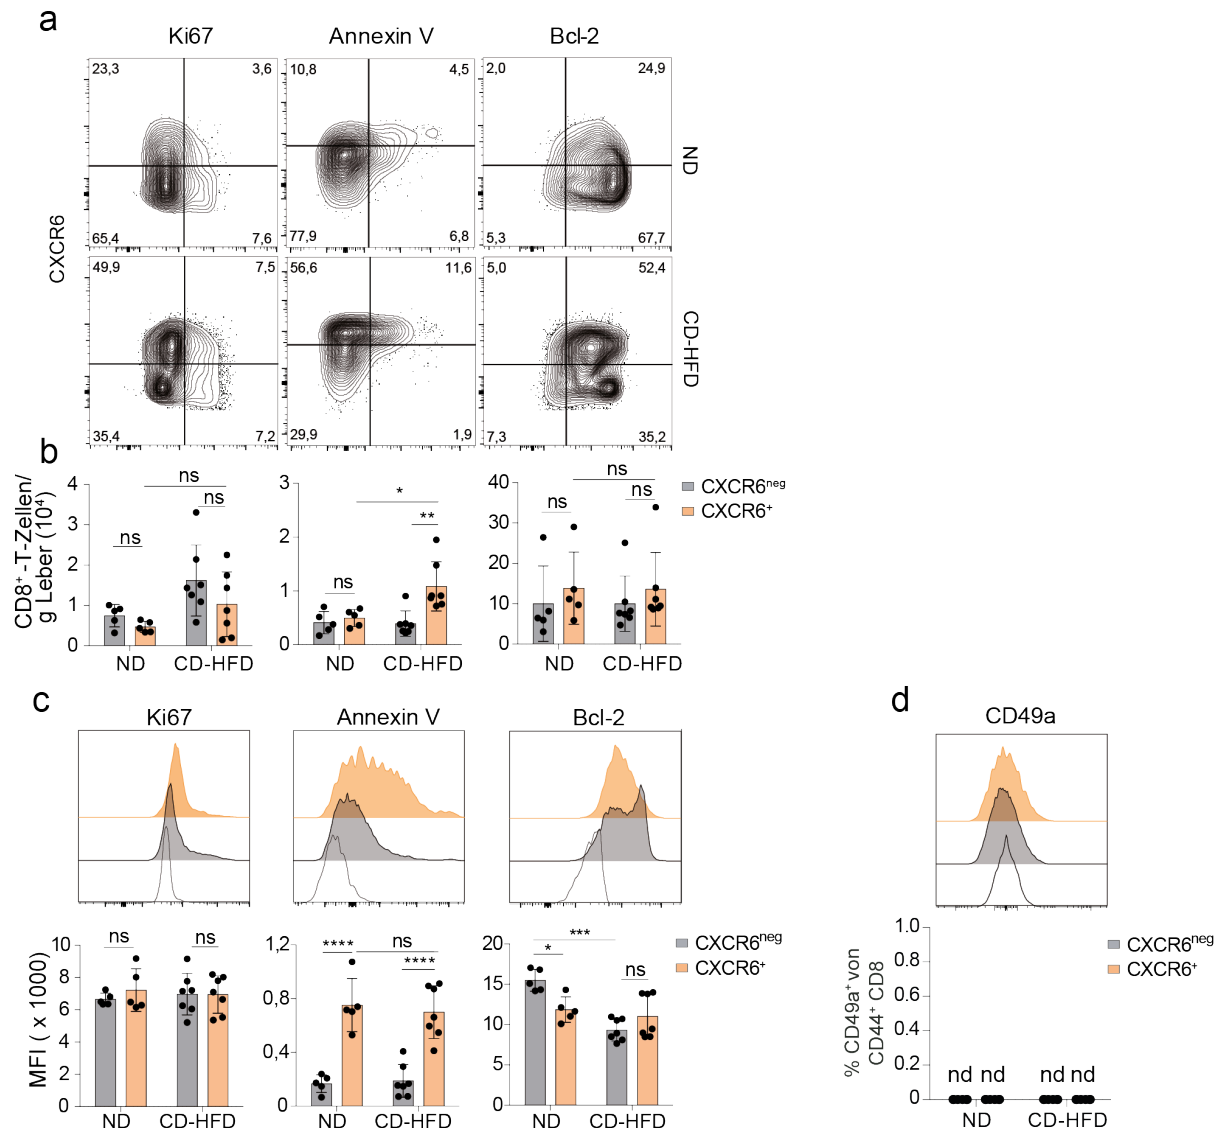 a
Ki67 Annexin V Bcl-2
23,3 3,6 10,8 4,5 2,0 24,9
ND
65,4 7,6 77,9 6,8 5,3 67,7
CXCR6
49,9 7,5 56,6 11,6 5,0 52,4
CD-HFD
35,4 7,2 29,9 1,9 7,3 35,2
b
CD8+ -T-Zellen/
g Leber (10⁴)
4
3
2
1
0
ns
ns
ns
ND CD-HFD
3
2
1
0
*
**
ns
ND CD-HFD
40
30
20
10
0
ns
ns
ns
ND CD-HFD
CXCR6neg
CXCR6+
c
Ki67 Annexin V Bcl-2
MFI ( x 1000)
10
8
6
4
2
0
ns ns
ND CD-HFD
1,2
0,8
0,4
0
**** ns
****
ND CD-HFD
20
15
10
5
0
***
* ns
ND CD-HFD
CXCR6neg
CXCR6+
d
CD49a
% CD49a+ von
CD44+ CD8
1.0
0.8
0.6
0.4
0.2
0
nd nd nd nd
ND CD-HFD
CXCR6neg
CXCR6+